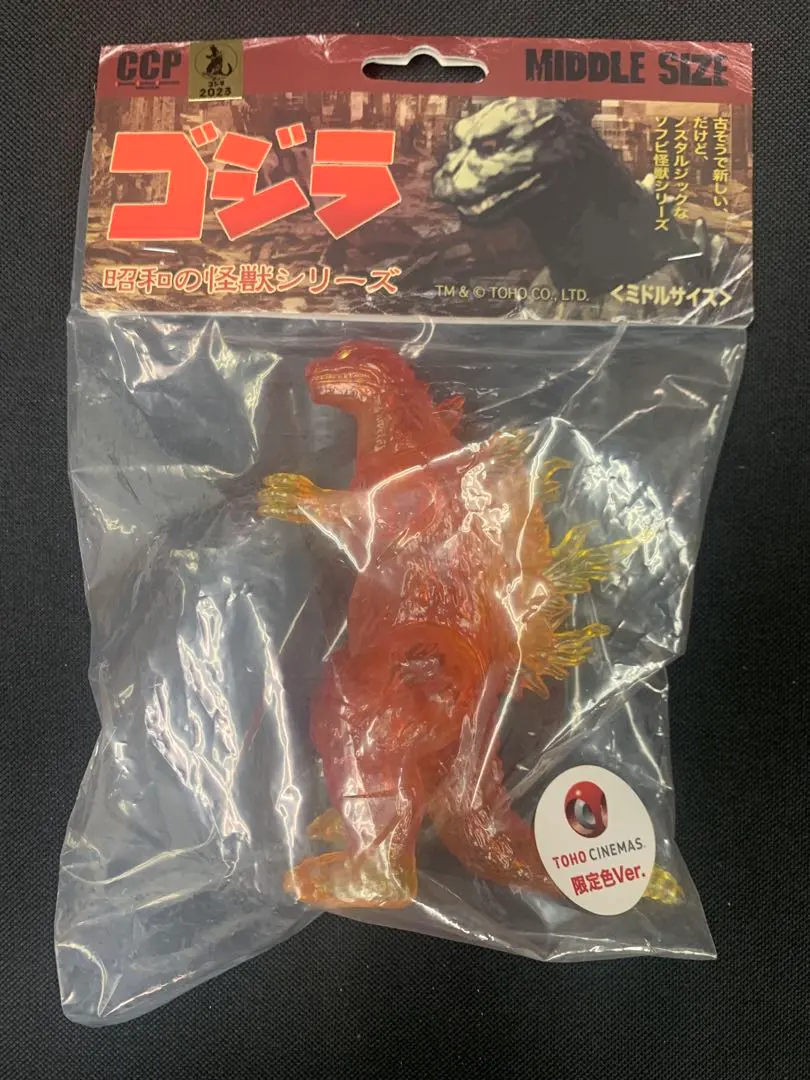 CCP
2023
MIDDLE SIZE
ゴジラ
古そうで新しい、
だけど、
ノスタルジックな
ソフビ怪獣シリーズ
昭和の怪獣シリーズ
TM & © TOHO CO., LTD.
<ミドルサイズ>
TOHO CINEMAS
限定色Ver.